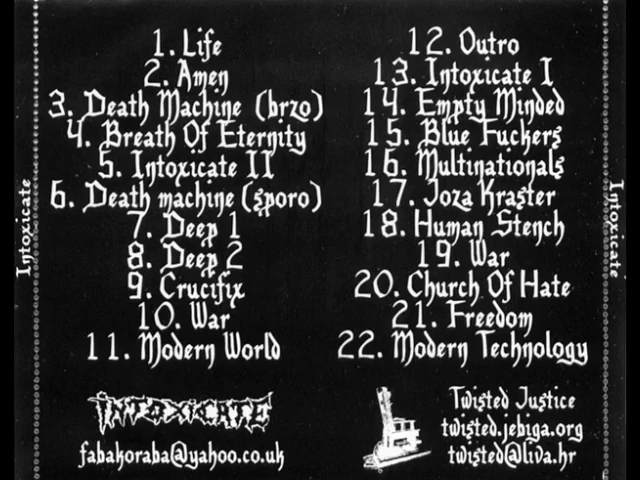 Intoxicate
1. Life
2. Amen
3. Death Machine (brzo)
4. Breath Of Eternity
5. Intoxicate II
6. Death machine (sporo)
7. Deep 1
8. Deep 2
9. Crucifix
10. War
11. Modern World
INTOXICATE
fabakoraba@yahoo.co.uk
12. Outro
13. Intoxicate I
14. Empty Minded
15. Blue Fuckers
16. Multinationals
17. Joza Kraster
18. Human Stench
19. War
20. Church Of Hate
21. Freedom
22. Modern Technology
Twisted Justice
twisted.jebiga.org
twisted@liva.hr
Intoxicate